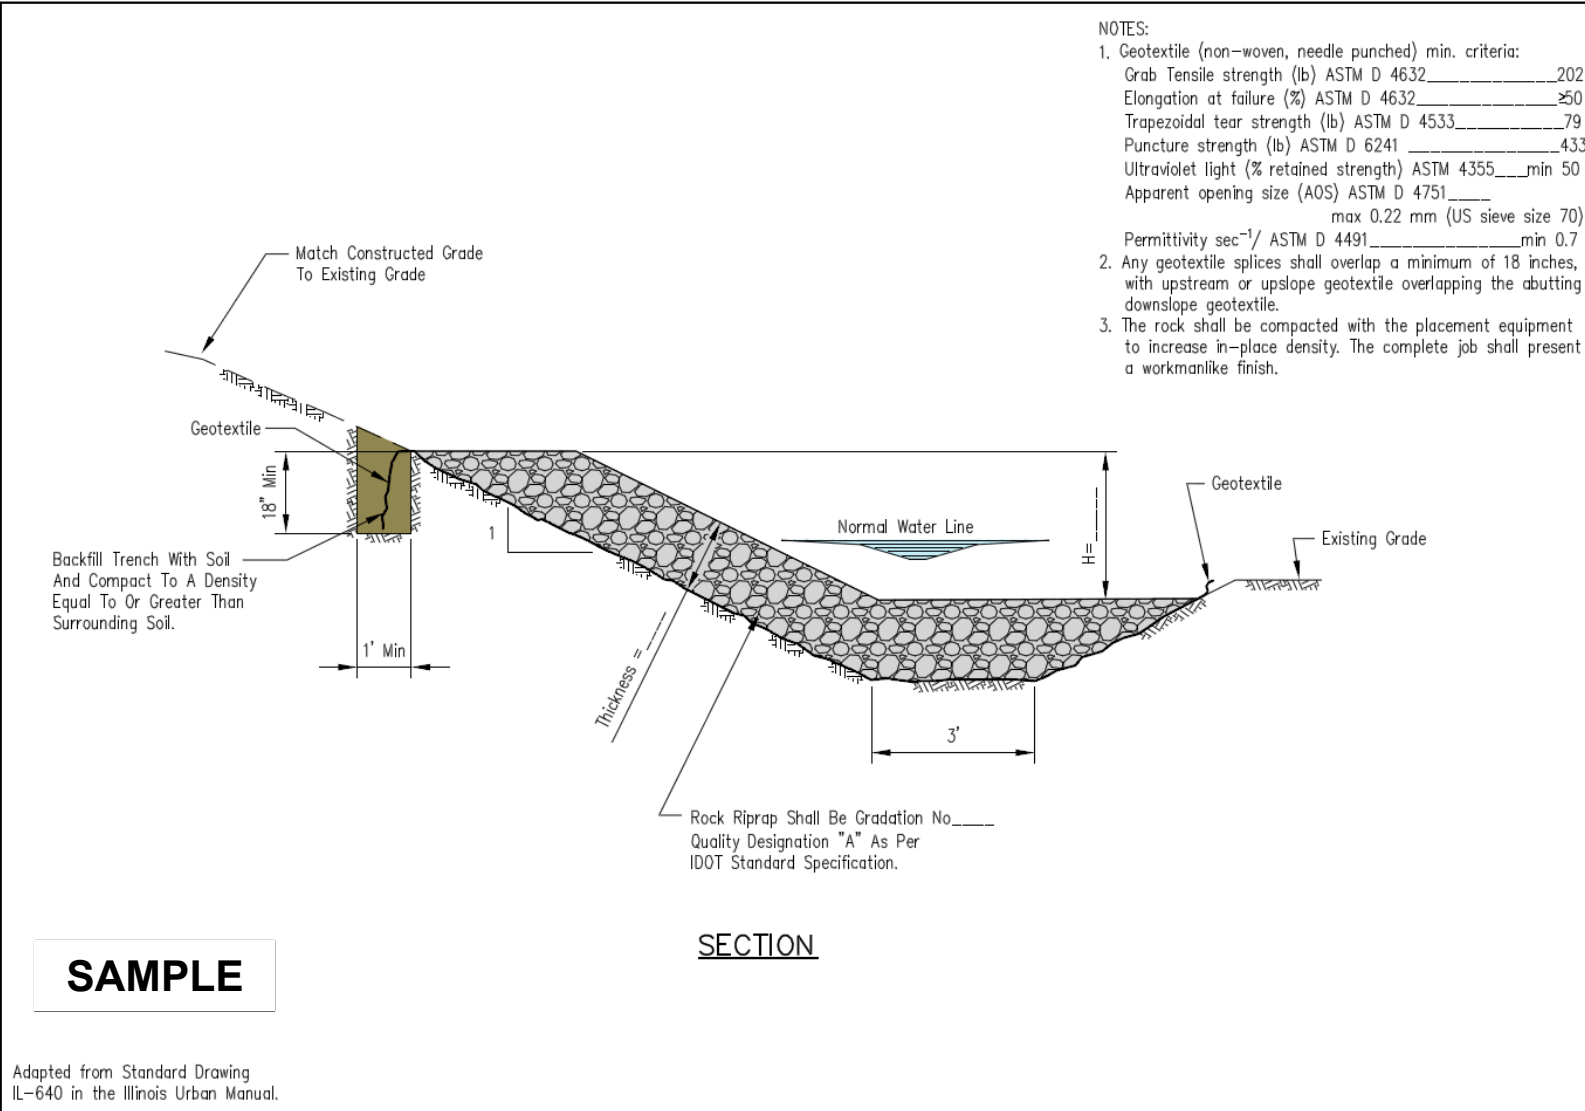 NOTES:
1. Geotextile (non-woven, needle punched) min. criteria:
Grab Tensile strength (lb) ASTM D 4632_____________202
Elongation at failure (%) ASTM D 4632______________≥50
Trapezoidal tear strength (lb) ASTM D 4533___________79
Puncture strength (lb) ASTM D 6241 _______________433
Ultraviolet light (% retained strength) ASTM 4355___min 50
Apparent opening size (AOS) ASTM D 4751____
max 0.22 mm (US sieve size 70)
Permittivity sec⁻¹/ ASTM D 4491_______________min 0.7
2. Any geotextile splices shall overlap a minimum of 18 inches,
with upstream or upslope geotextile overlapping the abutting
downslope geotextile.
3. The rock shall be compacted with the placement equipment
to increase in-place density. The complete job shall present
a workmanlike finish.
Match Constructed Grade
To Existing Grade
Geotextile
18" Min
Backfill Trench With Soil
And Compact To A Density
Equal To Or Greater Than
Surrounding Soil.
1' Min
1
Thickness = _____
Normal Water Line
H=______
Geotextile
Existing Grade
3'
Rock Riprap Shall Be Gradation No____
Quality Designation "A" As Per
IDOT Standard Specification.
SECTION
SAMPLE
Adapted from Standard Drawing
IL-640 in the Illinois Urban Manual.